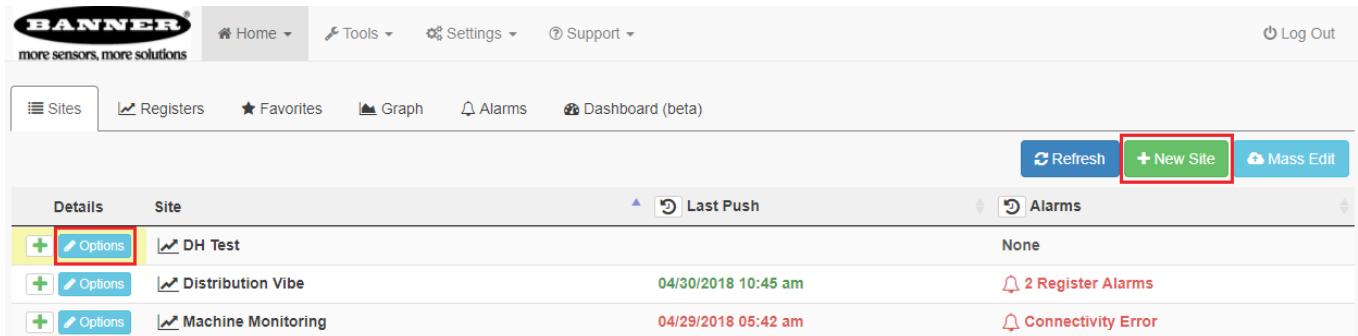 BANNER
more sensors, more solutions
Home Tools Settings Support Log Out
Sites Registers Favorites Graph Alarms Dashboard (beta)
Refresh + New Site Mass Edit
Details Site Last Push Alarms
+ Options DH Test None
+ Options Distribution Vibe 04/30/2018 10:45 am 2 Register Alarms
+ Options Machine Monitoring 04/29/2018 05:42 am Connectivity Error